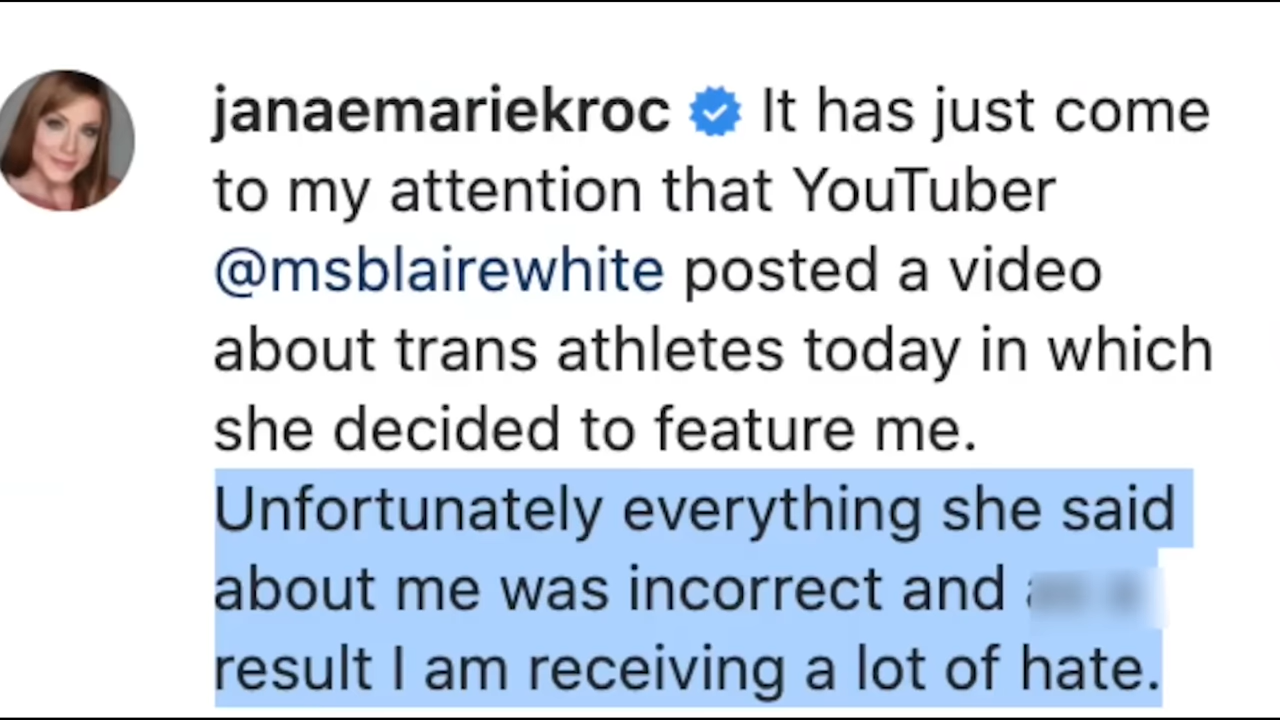 janaemariekroc It has just come
to my attention that YouTuber
@msblairewhite posted a video
about trans athletes today in which
she decided to feature me.
Unfortunately everything she said
about me was incorrect and
result I am receiving a lot of hate.